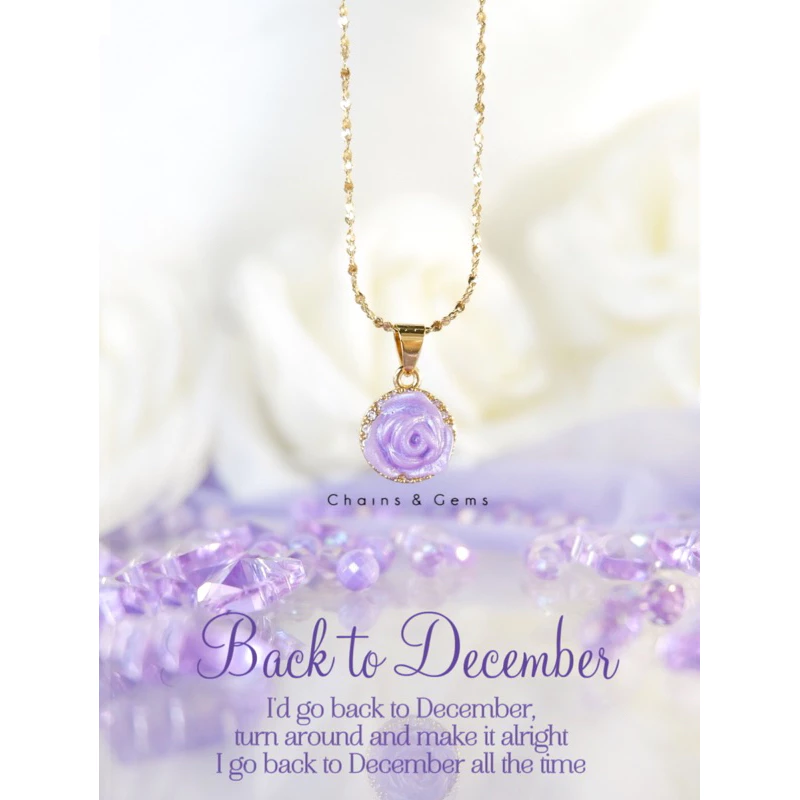 Chains & Gems
Back to December
I'd go back to December,
turn around and make it alright
I go back to December all the time